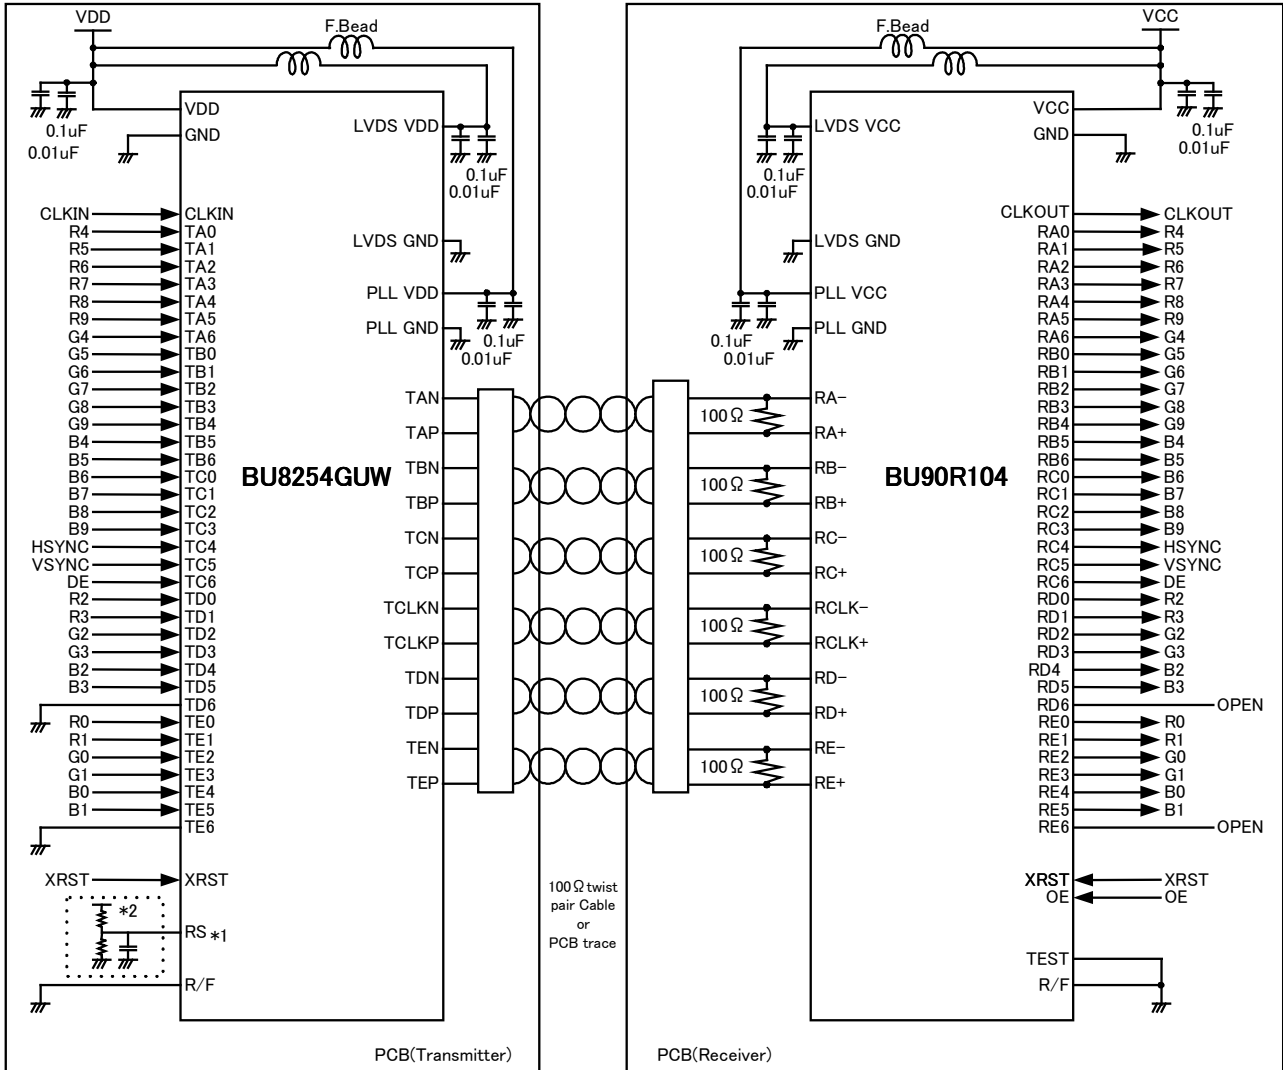 VDD
F.Bead
0.1uF
0.01uF
VDD
GND
LVDS VDD
0.1uF
0.01uF
LVDS GND
PLL VDD
PLL GND
0.1uF
0.01uF
CLKIN CLKIN
R4 TA0
R5 TA1
R6 TA2
R7 TA3
R8 TA4
R9 TA5
G4 TA6
G5 TB0
G6 TB1
G7 TB2
G8 TB3
G9 TB4
B4 TB5
B5 TB6
B6 TC0
B7 TC1
B8 TC2
B9 TC3
HSYNC TC4
VSYNC TC5
DE TC6
R2 TD0
R3 TD1
G2 TD2
G3 TD3
B2 TD4
B3 TD5
TD6
R0 TE0
R1 TE1
G0 TE2
G1 TE3
B0 TE4
B1 TE5
TE6
XRST XRST
*2
RS *1
R/F
BU8254GUW
TAN
TAP
TBN
TBP
TCN
TCP
TCLKN
TCLKP
TDN
TDP
TEN
TEP
PCB(Transmitter)
100Ω twist
pair Cable
or
PCB trace
VCC
F.Bead
VCC
GND
0.1uF
0.01uF
LVDS VCC
0.1uF
0.01uF
LVDS GND
PLL VCC
PLL GND
0.1uF
0.01uF
100Ω
RA-
RA+
100Ω
RB-
RB+
100Ω
RC-
RC+
100Ω
RCLK-
RCLK+
100Ω
RD-
RD+
100Ω
RE-
RE+
BU90R104
CLKOUT CLKOUT
RA0 R4
RA1 R5
RA2 R6
RA3 R7
RA4 R8
RA5 R9
RA6 G4
RB0 G5
RB1 G6
RB2 G7
RB3 G8
RB4 G9
RB5 B4
RB6 B5
RC0 B6
RC1 B7
RC2 B8
RC3 B9
RC4 HSYNC
RC5 VSYNC
RC6 DE
RD0 R2
RD1 R3
RD2 G2
RD3 G3
RD4 B2
RD5 B3
RD6 OPEN
RE0 R0
RE1 R1
RE2 G0
RE3 G1
RE4 B0
RE5 B1
RE6 OPEN
XRST XRST
OE OE
TEST
R/F
PCB(Receiver)